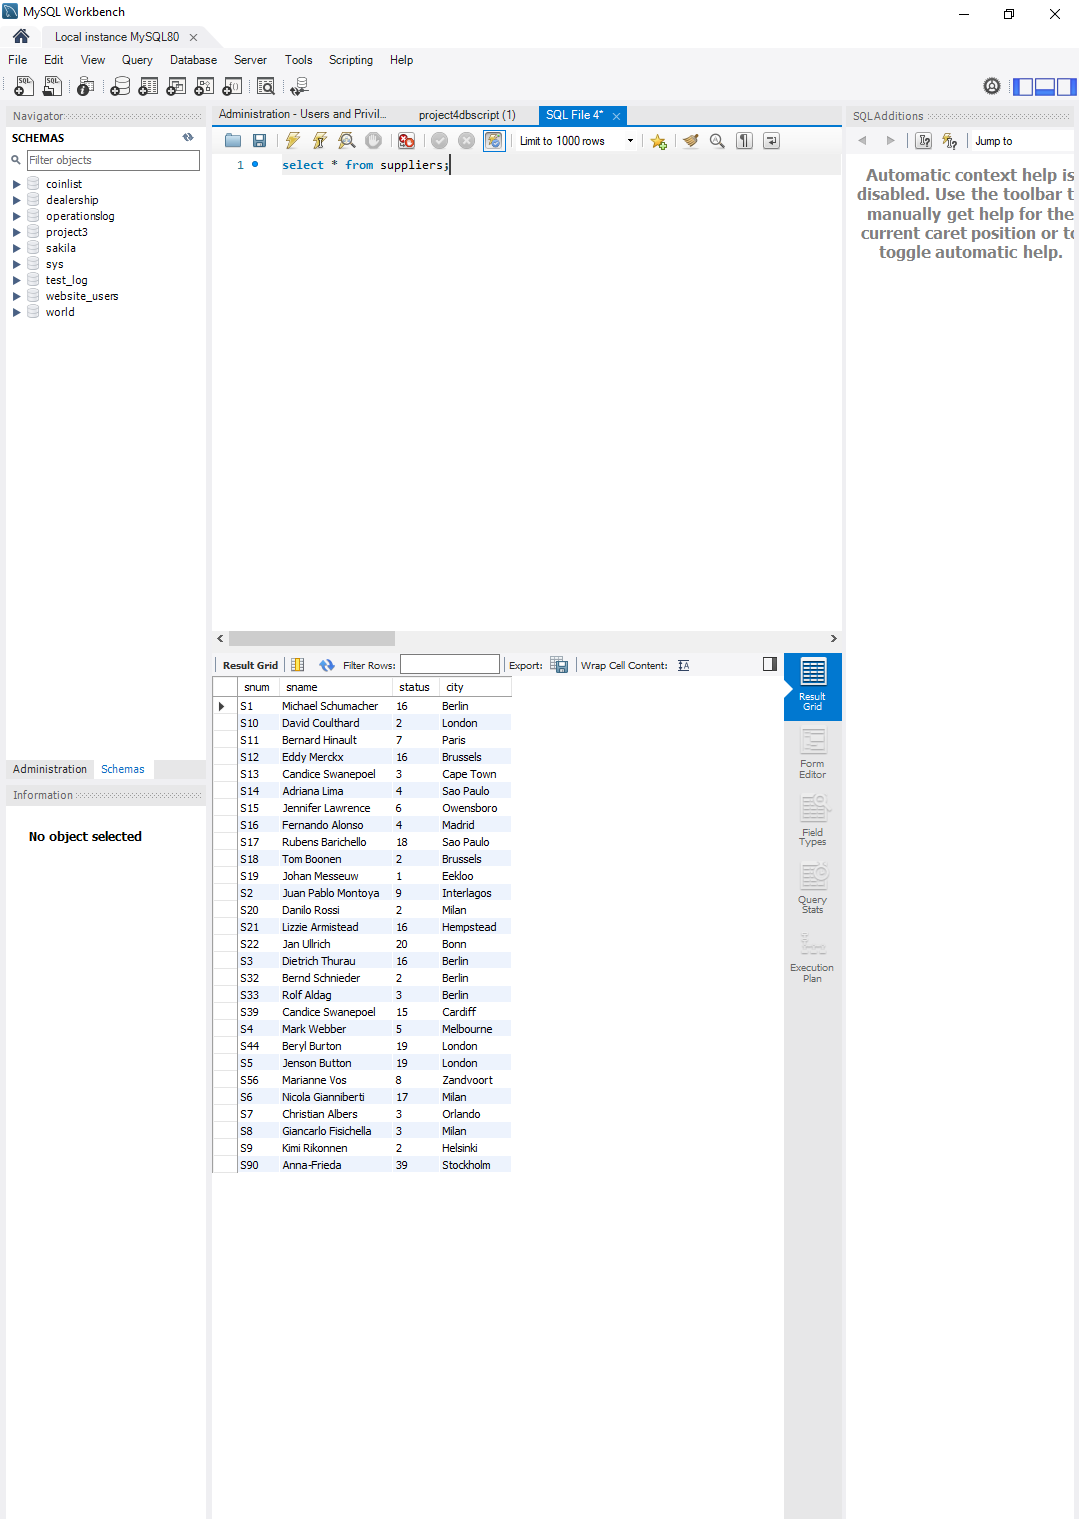 MySQL Workbench
Local instance MySQL80
File Edit View Query Database Server Tools Scripting Help
Navigator
SCHEMAS
Filter objects
coinlist
dealership
operationslog
project3
sakila
sys
test_log
website_users
world
Administration Schemas
Information
No object selected
Administration - Users and Privil... project4dbscript (1) SQL File 4*
Limit to 1000 rows
1 select * from suppliers;
Result Grid Filter Rows: Export: Wrap Cell Content:
snum sname status city
S1 Michael Schumacher 16 Berlin
S10 David Coulthard 2 London
S11 Bernard Hinault 7 Paris
S12 Eddy Merckx 16 Brussels
S13 Candice Swanepoel 3 Cape Town
S14 Adriana Lima 4 Sao Paulo
S15 Jennifer Lawrence 6 Owensboro
S16 Fernando Alonso 4 Madrid
S17 Rubens Barichello 18 Sao Paulo
S18 Tom Boonen 2 Brussels
S19 Johan Messeuw 1 Eekloo
S2 Juan Pablo Montoya 9 Interlagos
S20 Danilo Rossi 2 Milan
S21 Lizzie Armistead 16 Hempstead
S22 Jan Ullrich 20 Bonn
S3 Dietrich Thurau 16 Berlin
S32 Bernd Schnieder 2 Berlin
S33 Rolf Aldag 3 Berlin
S39 Candice Swanepoel 15 Cardiff
S4 Mark Webber 5 Melbourne
S44 Beryl Burton 19 London
S5 Jenson Button 19 London
S56 Marianne Vos 8 Zandvoort
S6 Nicola Gianniberti 17 Milan
S7 Christian Albers 3 Orlando
S8 Giancarlo Fisichella 3 Milan
S9 Kimi Rikonnen 2 Helsinki
S90 Anna-Frieda 39 Stockholm
Result
Grid
Form
Editor
Field
Types
Query
Stats
Execution
Plan
SQLAdditions
Jump to
Automatic context help is
disabled. Use the toolbar t
manually get help for the
current caret position or to
toggle automatic help.